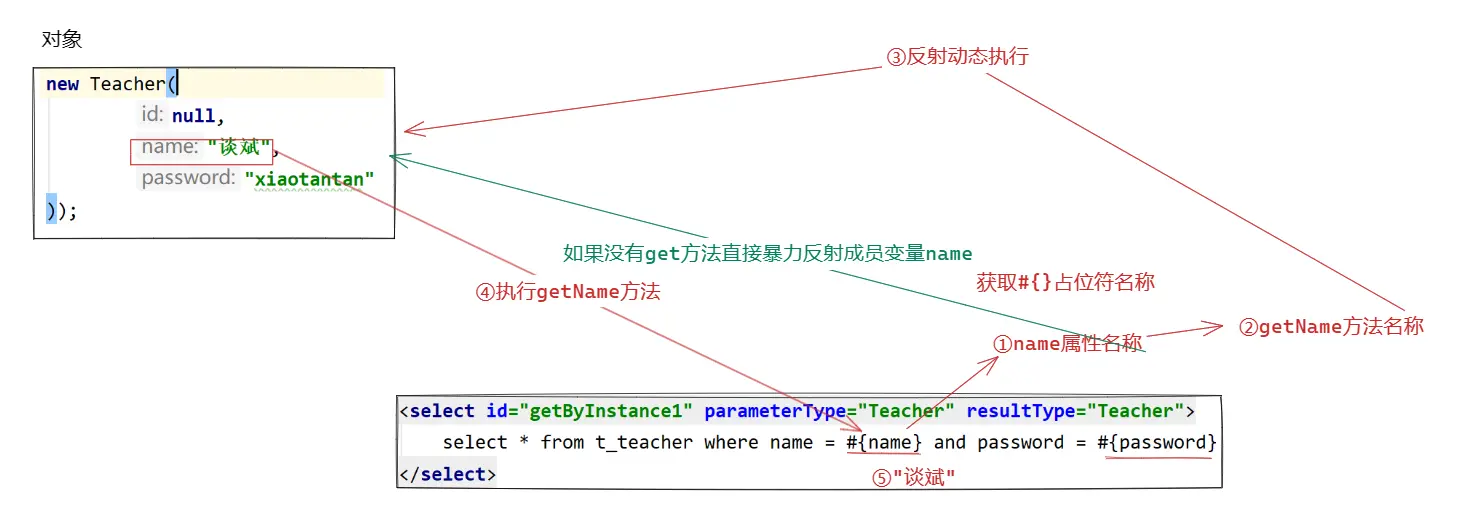 对象
new Teacher(
id: null,
name: "谈斌",
password: "xiaotantan"
));
③反射动态执行
如果没有get方法直接暴力反射成员变量name
④执行getName方法
获取#{}占位符名称
①name属性名称
②getName方法名称
<select id="getByInstance1" parameterType="Teacher" resultType="Teacher">
select * from t_teacher where name = #{name} and password = #{password}
</select>
⑤"谈斌"